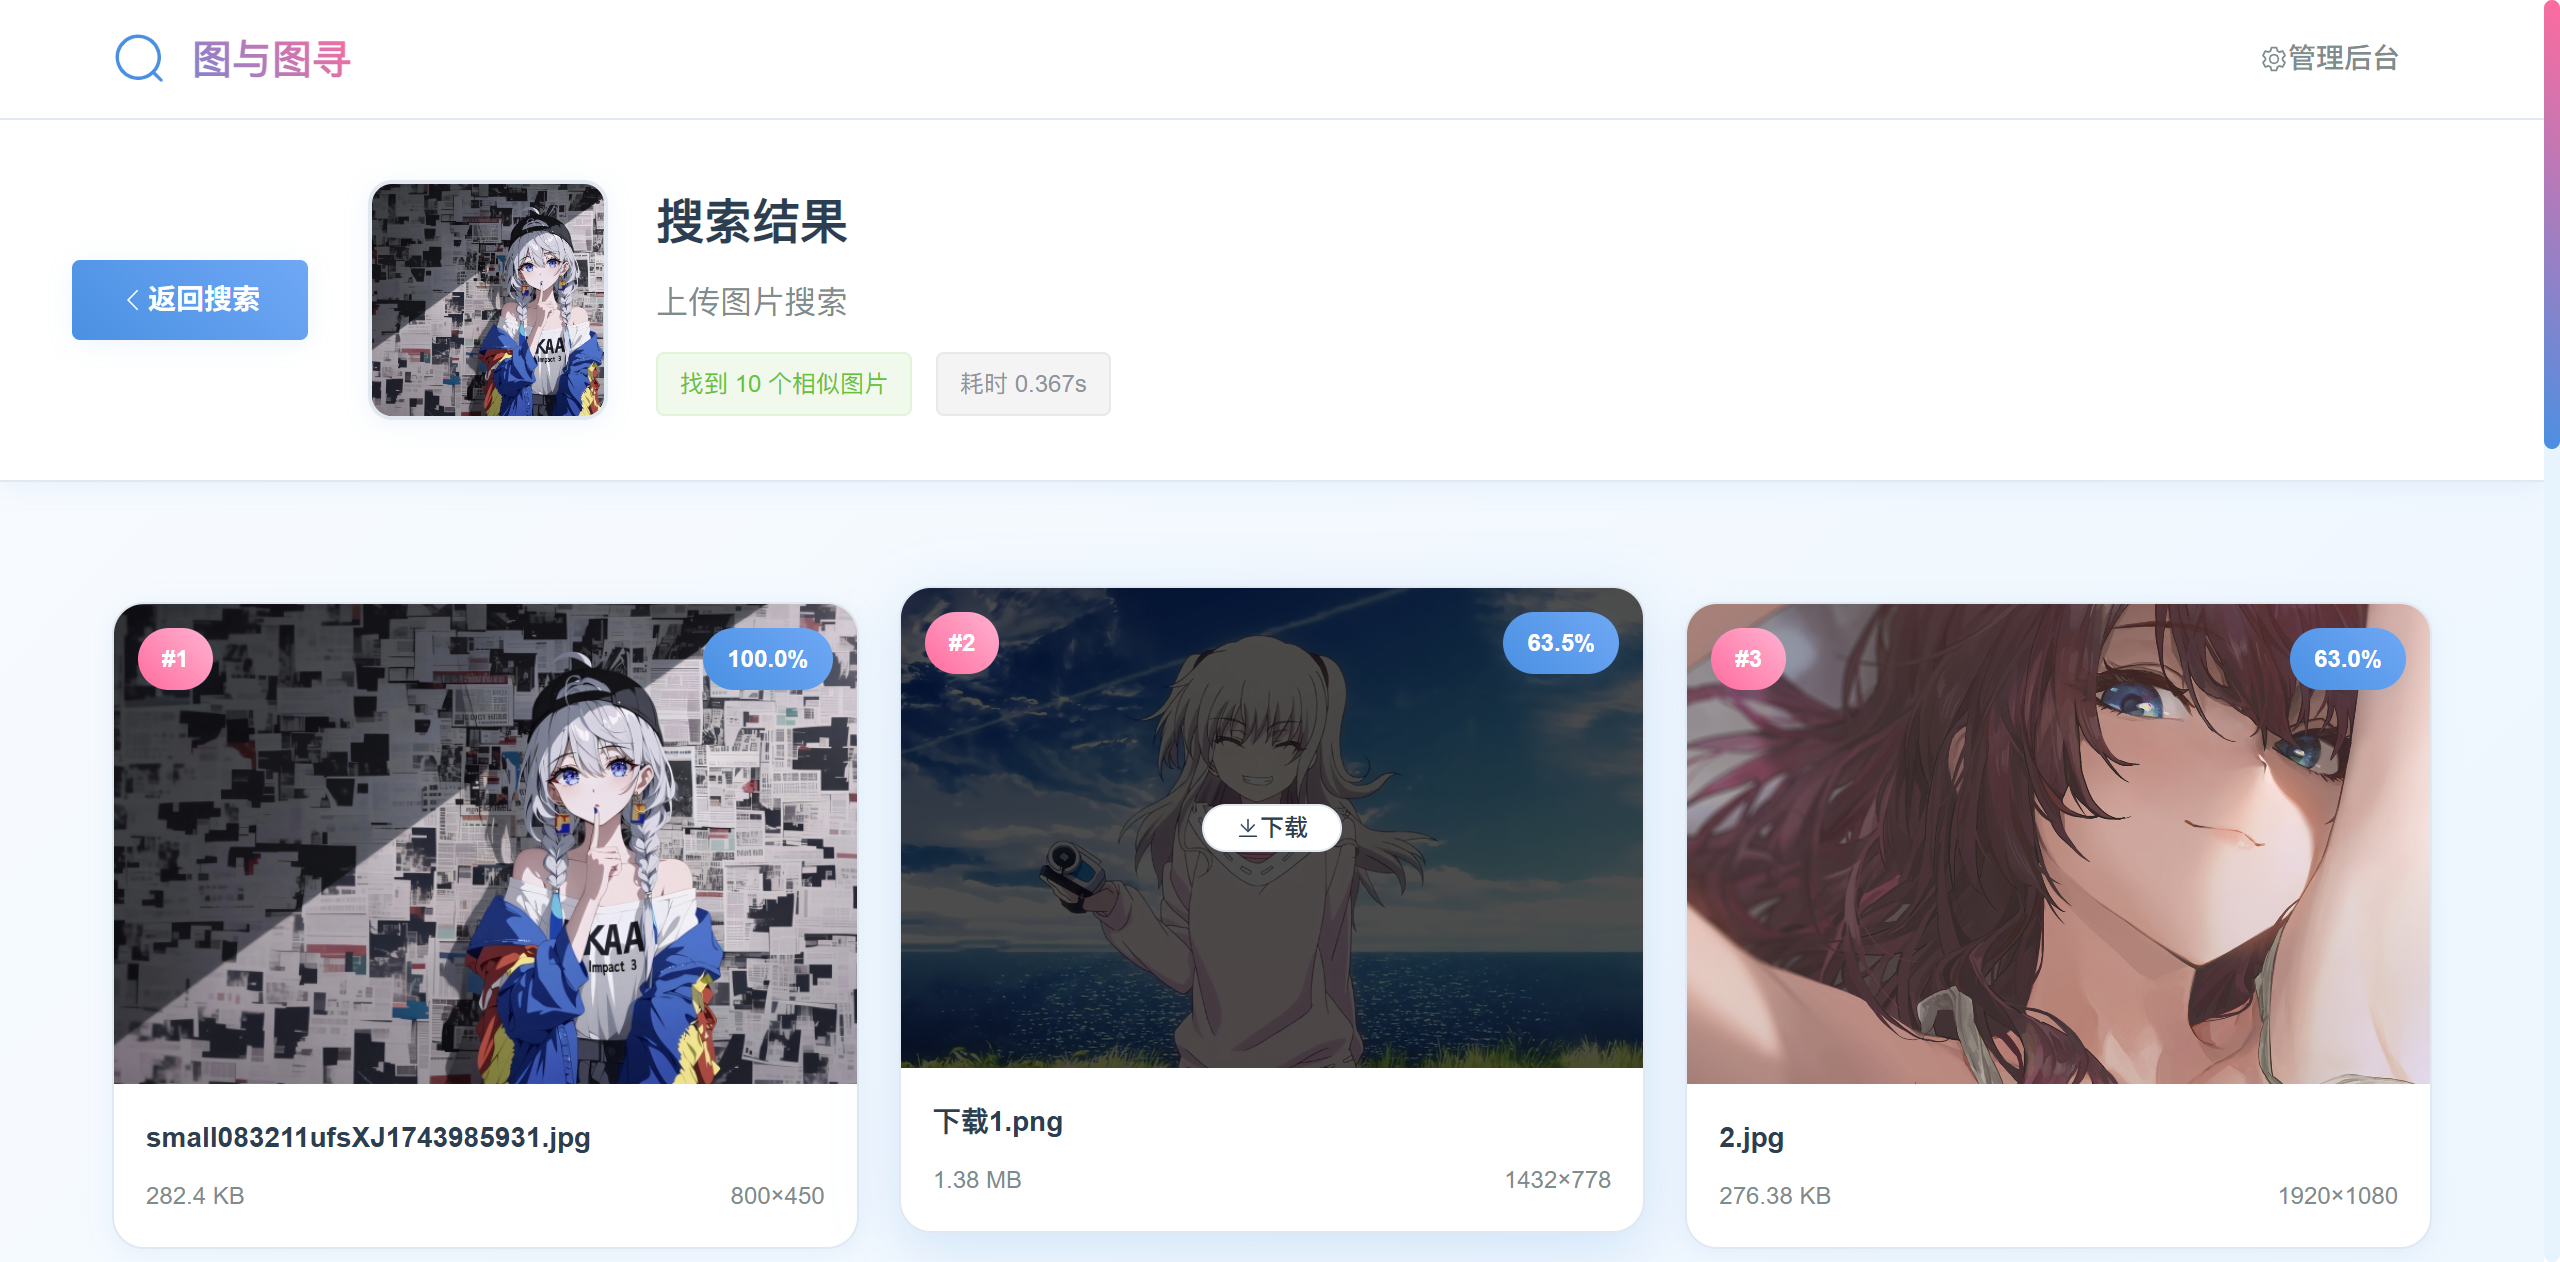 图与图寻
管理后台
返回搜索
搜索结果
上传图片搜索
找到 10 个相似图片
耗时 0.367s
#1
100.0%
KAA
Impact 3
small083211ufsXJ1743985931.jpg
282.4 KB
800×450
#2
63.5%
下载
下载1.png
1.38 MB
1432×778
#3
63.0%
2.jpg
276.38 KB
1920×1080